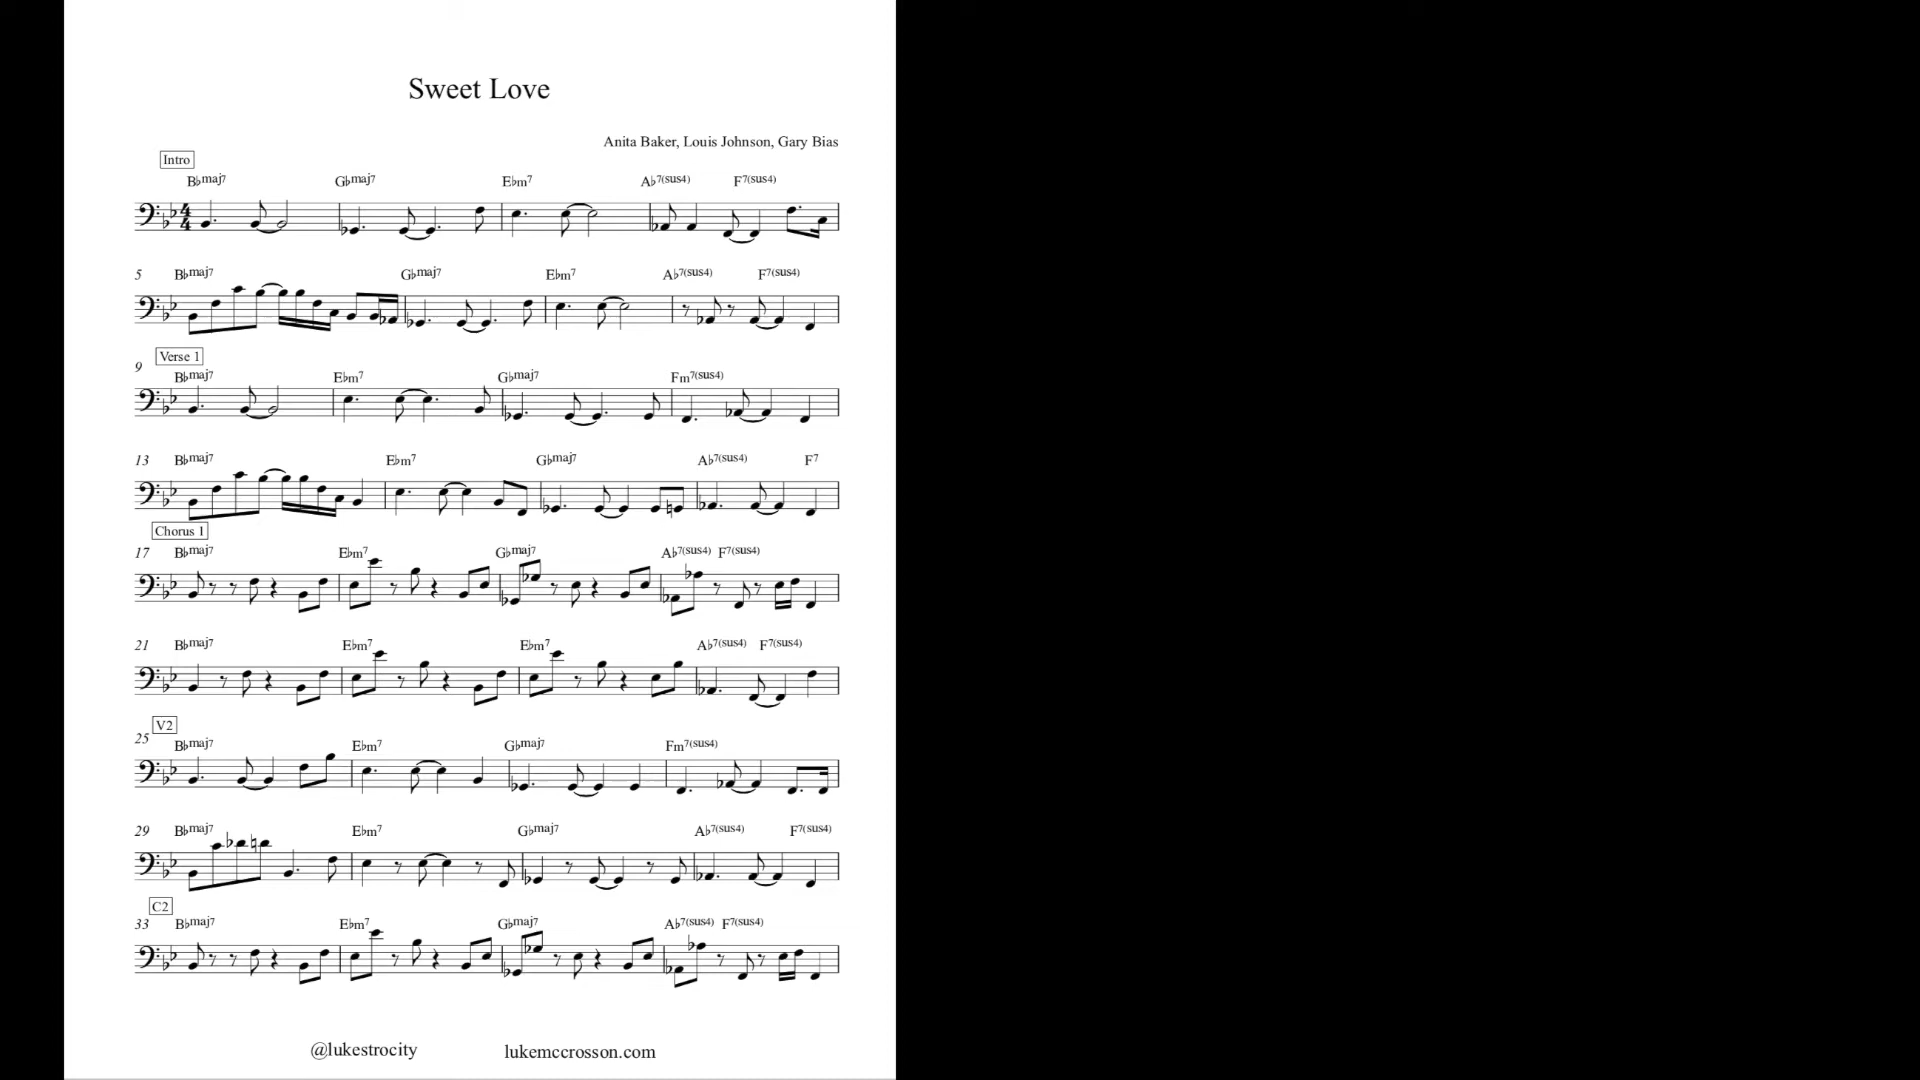 Sweet Love
Anita Baker, Louis Johnson, Gary Bias
Intro
B♭maj7 G♭maj7 E♭m7 A♭7(sus4) F7(sus4)
4
4
5 B♭maj7 G♭maj7 E♭m7 A♭7(sus4) F7(sus4)
Verse 1
9 B♭maj7 E♭m7 G♭maj7 Fm7(sus4)
13 B♭maj7 E♭m7 G♭maj7 A♭7(sus4) F7
Chorus 1
17 B♭maj7 E♭m7 G♭maj7 A♭7(sus4) F7(sus4)
21 B♭maj7 E♭m7 E♭m7 A♭7(sus4) F7(sus4)
V2
25 B♭maj7 E♭m7 G♭maj7 Fm7(sus4)
29 B♭maj7 E♭m7 G♭maj7 A♭7(sus4) F7(sus4)
C2
33 B♭maj7 E♭m7 G♭maj7 A♭7(sus4) F7(sus4)
@lukestrocity lukemccrosson.com